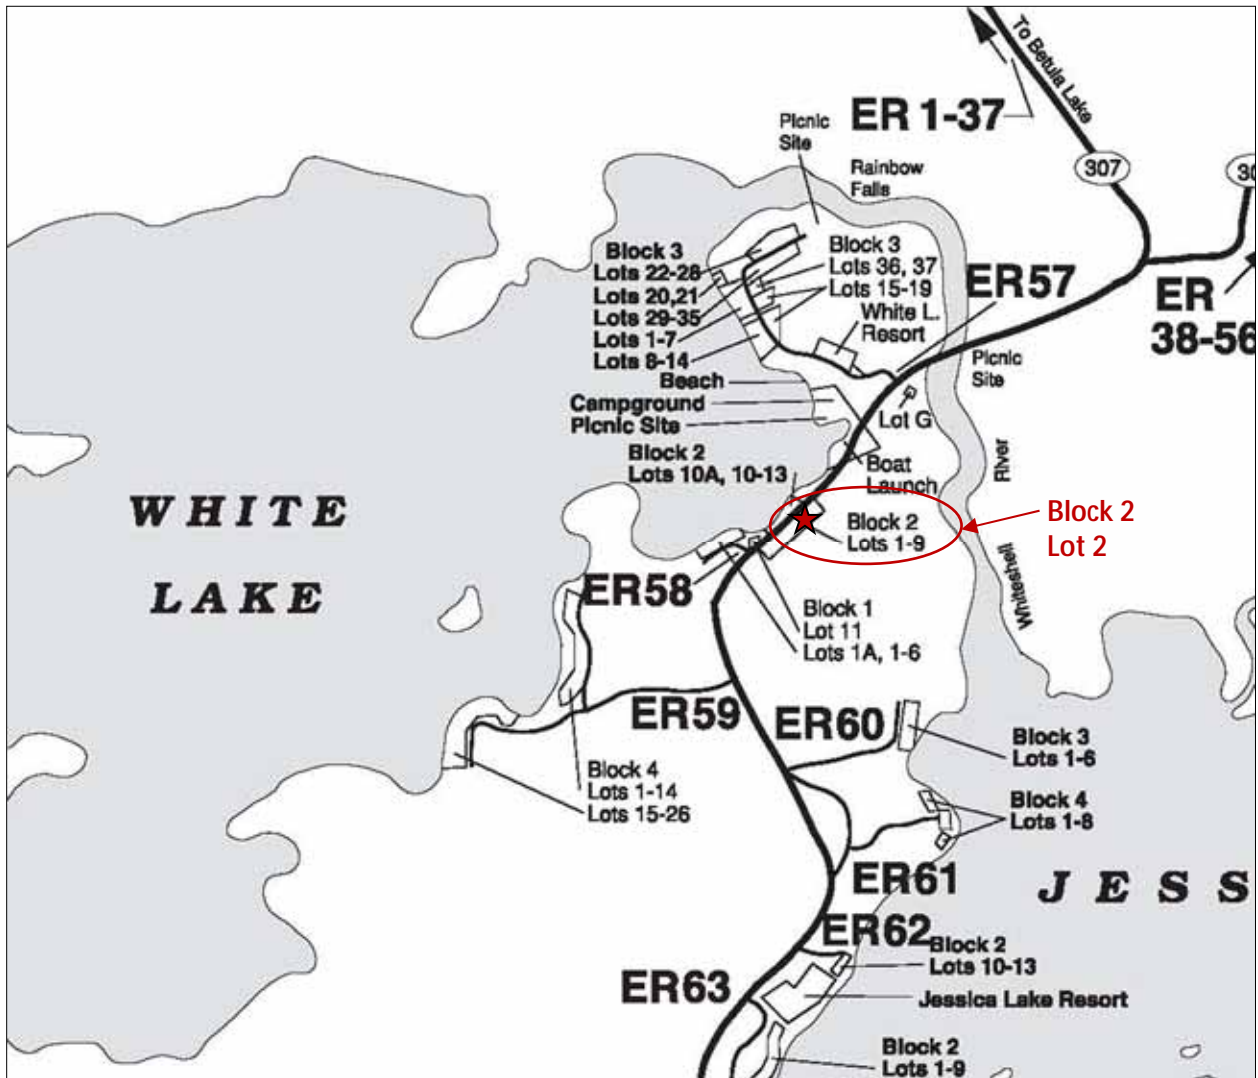 To Betula Lake
ER 1-37
Picnic
Site
307
Rainbow
Falls
Block 3
Lots 22-28
Lots 20,21
Lots 29-35
Lots 1-7
Lots 8-14
Block 3
Lots 36, 37
Lots 15-19
White L.
Resort
ER57
ER
38-56
Picnic
Site
Beach
Campground
Picnic Site
Lot G
Block 2
Lots 10A, 10-13
Boat
Launch
River
Whiteshell
Block 2
Lots 1-9
Block 2
Lot 2
WHITE
LAKE
ER58
Block 1
Lot 11
Lots 1A, 1-6
ER59
ER60
Block 3
Lots 1-6
Block 4
Lots 1-14
Lots 15-26
Block 4
Lots 1-8
ER61
JESS
ER62
Block 2
Lots 10-13
ER63
Jessica Lake Resort
Block 2
Lots 1-9